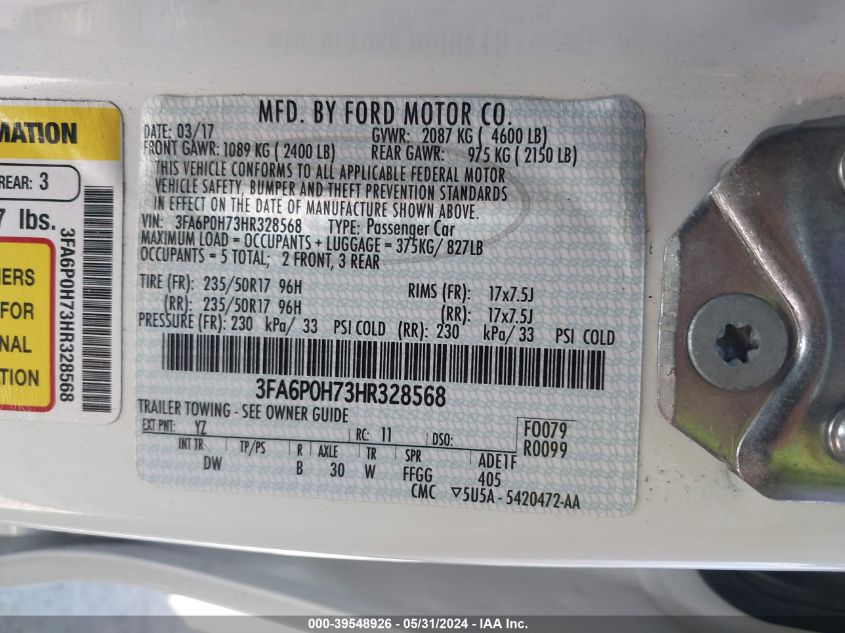 MATION
REAR: 3
7 lbs.
3FA6P0H73HR328568
NERS
FOR
NAL
TION
MFD. BY FORD MOTOR CO.
DATE: 03/17 GVWR: 2087 KG ( 4600 LB)
FRONT GAWR: 1089 KG ( 2400 LB) REAR GAWR: 975 KG ( 2150 LB)
THIS VEHICLE CONFORMS TO ALL APPLICABLE FEDERAL MOTOR
VEHICLE SAFETY, BUMPER AND THEFT PREVENTION STANDARDS
IN EFFECT ON THE DATE OF MANUFACTURE SHOWN ABOVE.
VIN: 3FA6P0H73HR328568 TYPE: Passenger Car
MAXIMUM LOAD = OCCUPANTS + LUGGAGE = 375KG/ 827LB
OCCUPANTS = 5 TOTAL; 2 FRONT, 3 REAR
TIRE (FR): 235/50R17 96H RIMS (FR): 17x7.5J
(RR): 235/50R17 96H (RR): 17x7.5J
PRESSURE (FR): 230 kPa/ 33 PSI COLD (RR): 230 kPa/ 33 PSI COLD
3FA6P0H73HR328568
TRAILER TOWING - SEE OWNER GUIDE
EXT PNT: YZ RC: 11 DSO: F0079
R0099
INT TR TP/PS R AXLE TR SPR ADE1F
DW B 30 W FFGG 405
CMC ▽5U5A - 5420472-AA
000-39548926 / 05/31/2024 - IAA Inc.